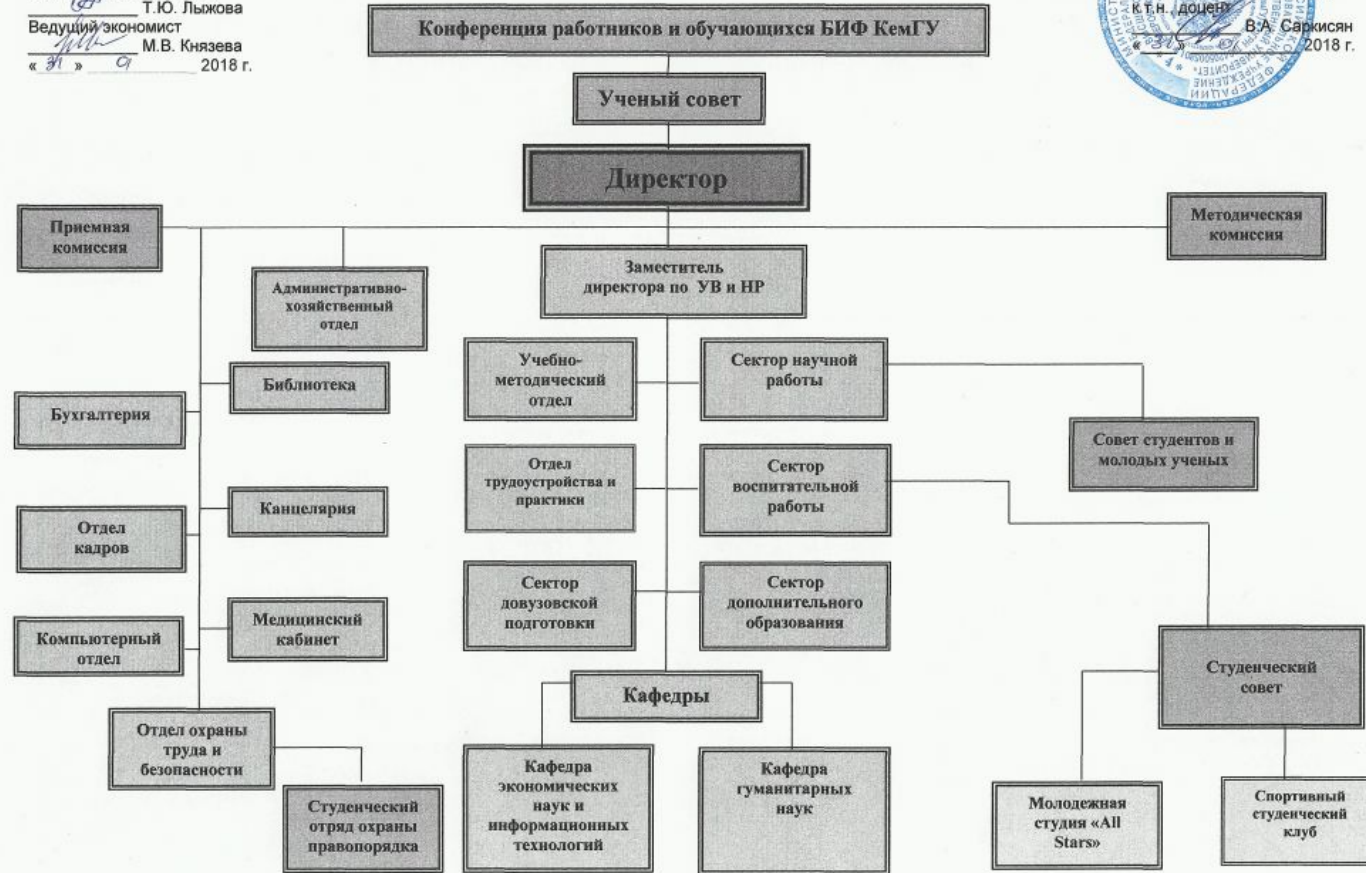 Т.Ю. Лыжова
Ведущий экономист
М.В. Князева
« 31 » 01 2018 г.
к.т.н., доцент
В.А. Саркисян
« 31 » 01 2018 г.
Конференция работников и обучающихся БИФ КемГУ
Ученый совет
Директор
Приемная
комиссия
Методическая
комиссия
Административно-
хозяйственный
отдел
Заместитель
директора по УВ и НР
Учебно-
методический
отдел
Сектор научной
работы
Библиотека
Бухгалтерия
Совет студентов и
молодых ученых
Отдел
трудоустройства и
практики
Сектор
воспитательной
работы
Канцелярия
Отдел
кадров
Сектор
довузовской
подготовки
Сектор
дополнительного
образования
Медицинский
кабинет
Компьютерный
отдел
Студенческий
совет
Кафедры
Отдел охраны
труда и
безопасности
Кафедра
экономических
наук и
информационных
технологий
Кафедра
гуманитарных
наук
Студенческий
отряд охраны
правопорядка
Молодежная
студия «All
Stars»
Спортивный
студенческий
клуб